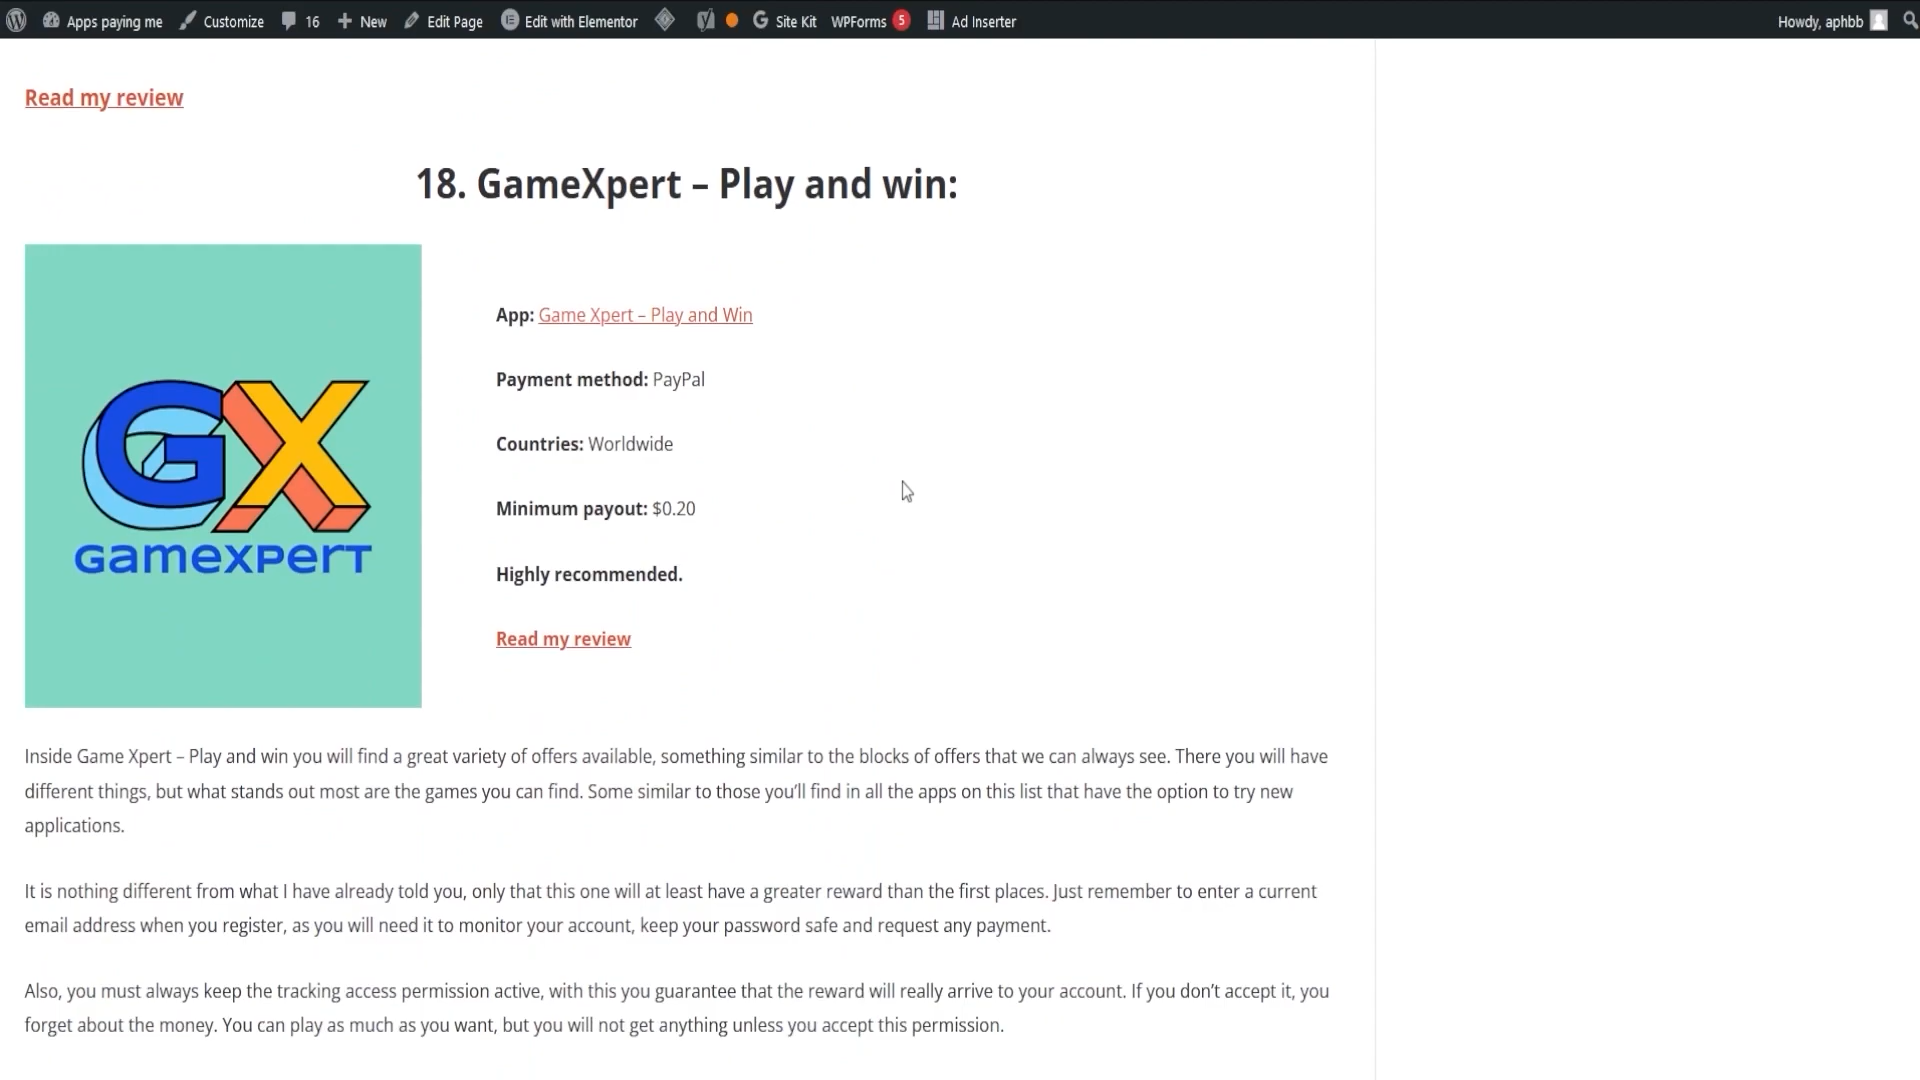 Apps paying me Customize 16 New Edit Page Edit with Elementor Site Kit WPForms 5 Ad Inserter Howdy, aphbb
Read my review
18. GameXpert – Play and win:
GX
GameXpert
App: Game Xpert – Play and Win
Payment method: PayPal
Countries: Worldwide
Minimum payout: $0.20
Highly recommended.
Read my review
Inside Game Xpert – Play and win you will find a great variety of offers available, something similar to the blocks of offers that we can always see. There you will have
different things, but what stands out most are the games you can find. Some similar to those you’ll find in all the apps on this list that have the option to try new
applications.
It is nothing different from what I have already told you, only that this one will at least have a greater reward than the first places. Just remember to enter a current
email address when you register, as you will need it to monitor your account, keep your password safe and request any payment.
Also, you must always keep the tracking access permission active, with this you guarantee that the reward will really arrive to your account. If you don’t accept it, you
forget about the money. You can play as much as you want, but you will not get anything unless you accept this permission.